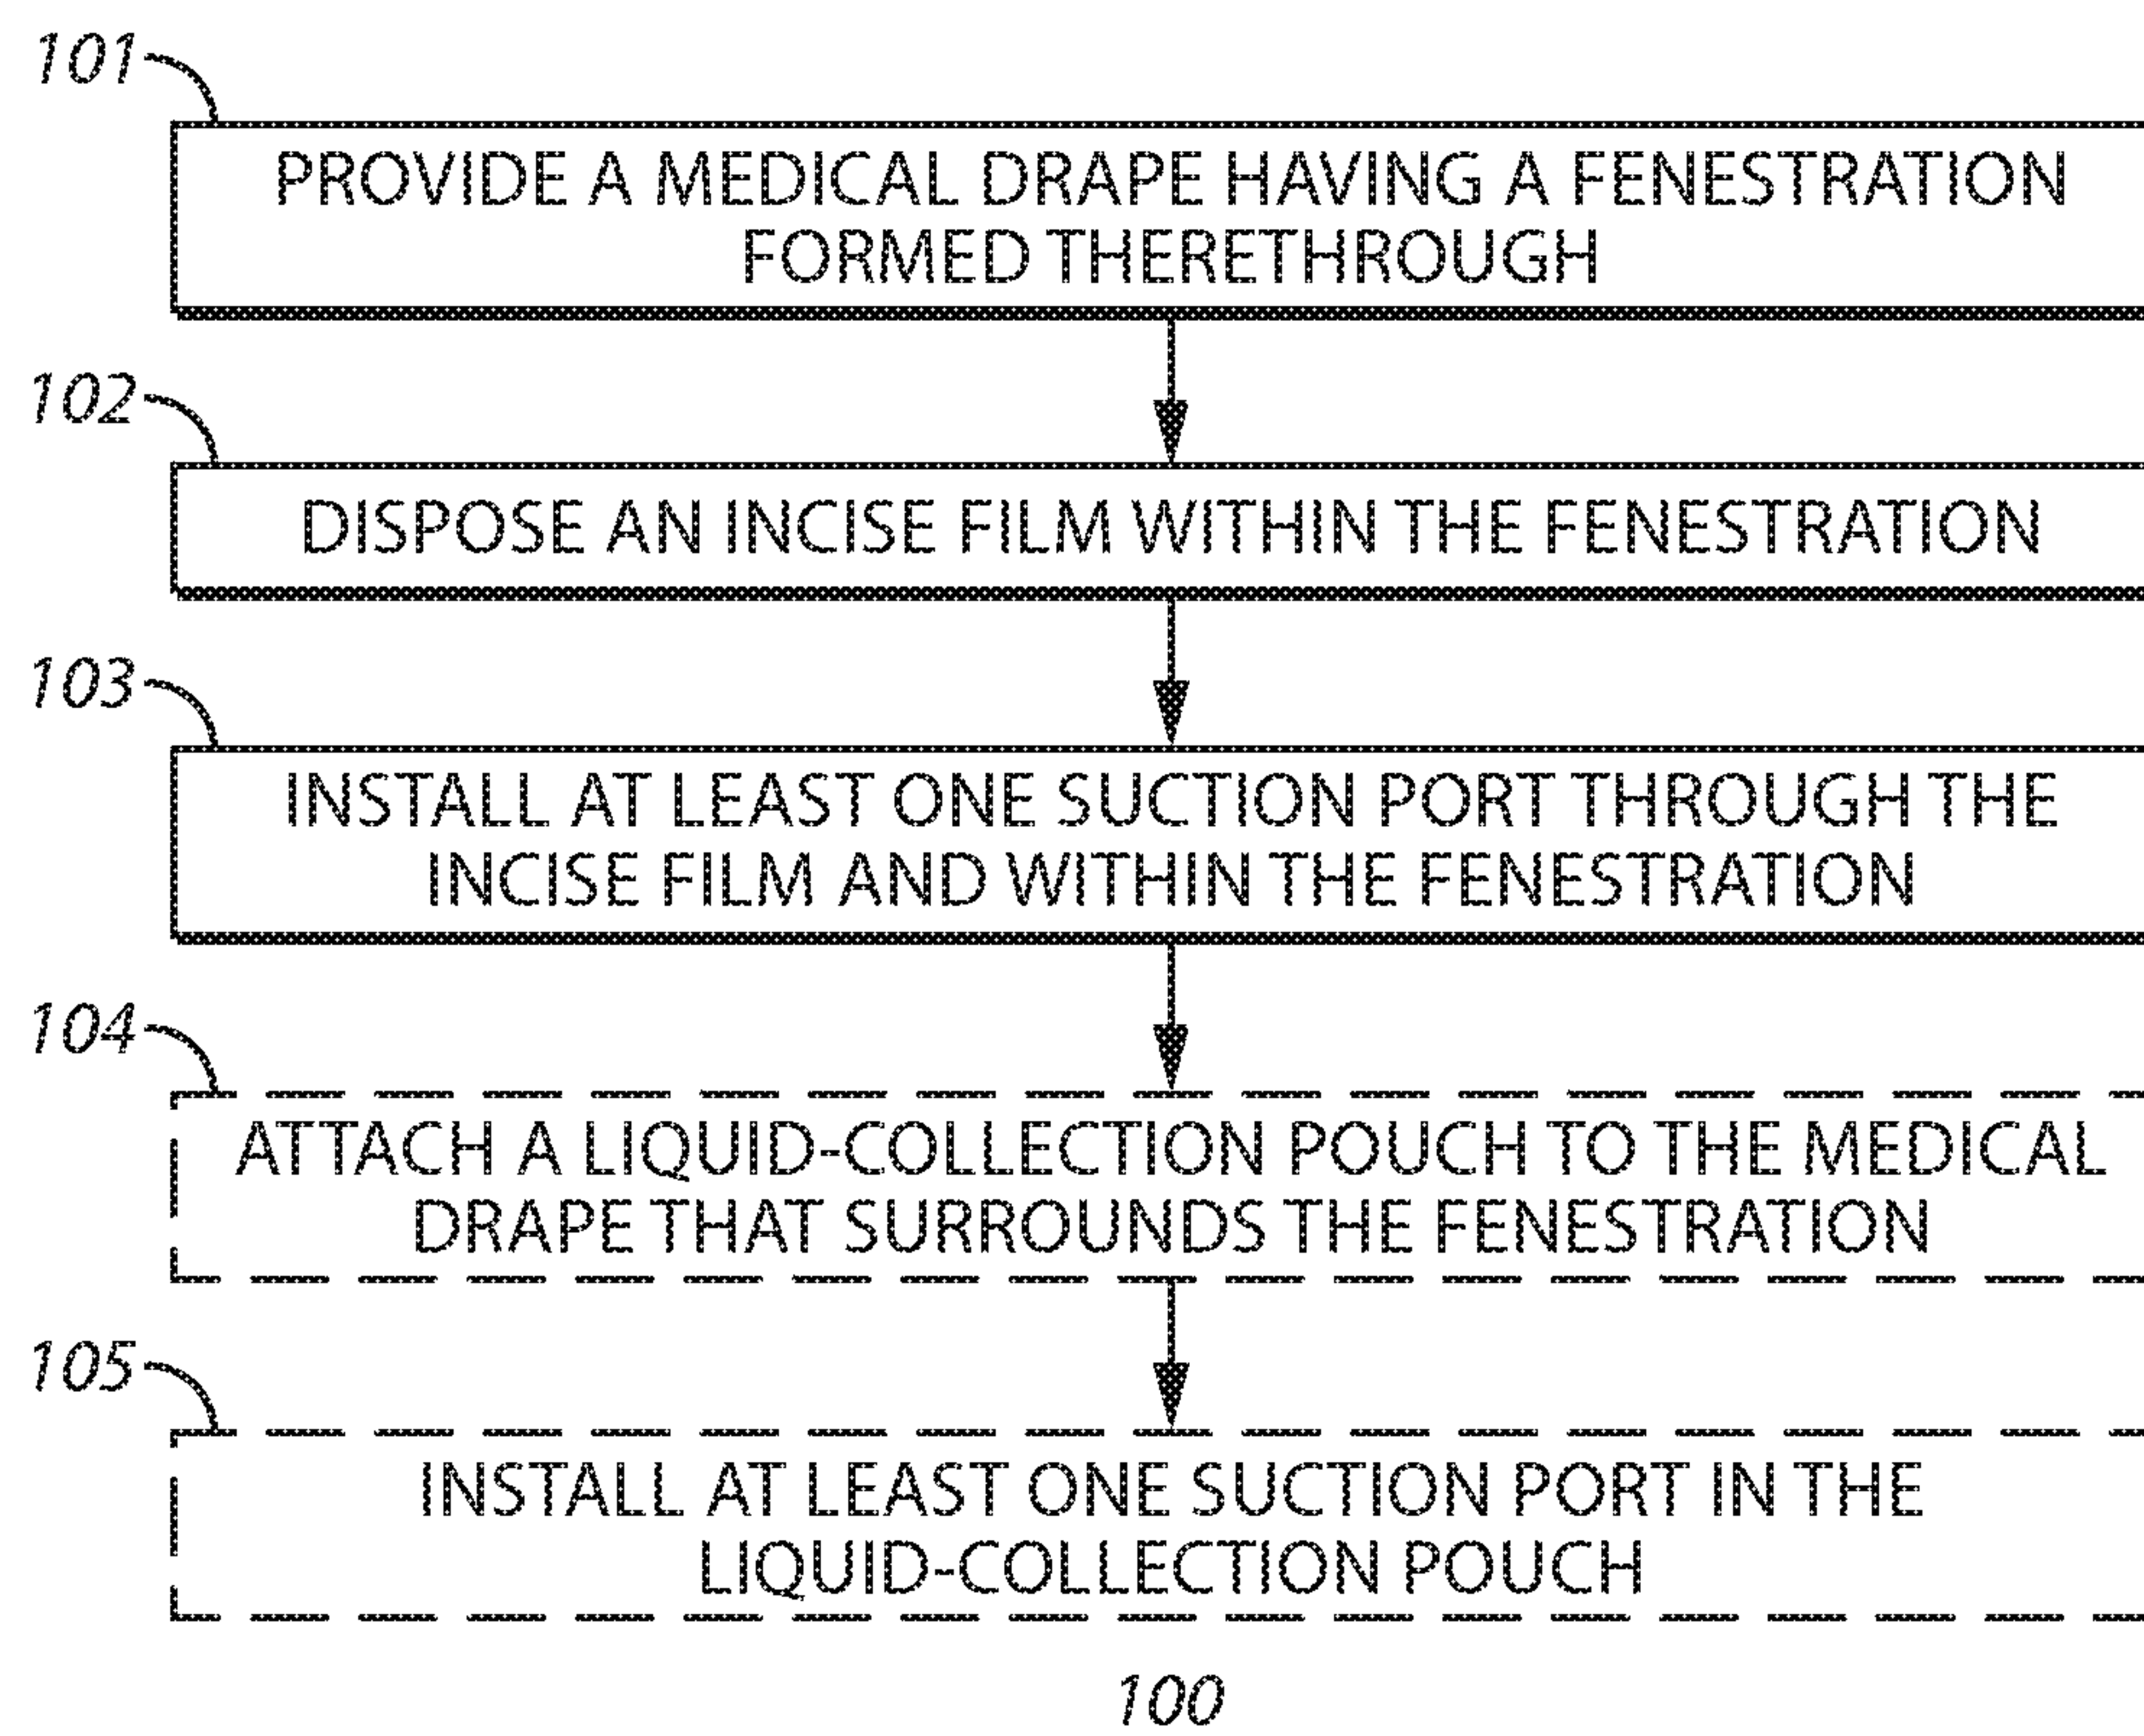 101
PROVIDE A MEDICAL DRAPE HAVING A FENESTRATION
FORMED THERETHROUGH
102
DISPOSE AN INCISE FILM WITHIN THE FENESTRATION
103
INSTALL AT LEAST ONE SUCTION PORT THROUGH THE
INCISE FILM AND WITHIN THE FENESTRATION
104
ATTACH A LIQUID-COLLECTION POUCH TO THE MEDICAL
DRAPE THAT SURROUNDS THE FENESTRATION
105
INSTALL AT LEAST ONE SUCTION PORT IN THE
LIQUID-COLLECTION POUCH
100